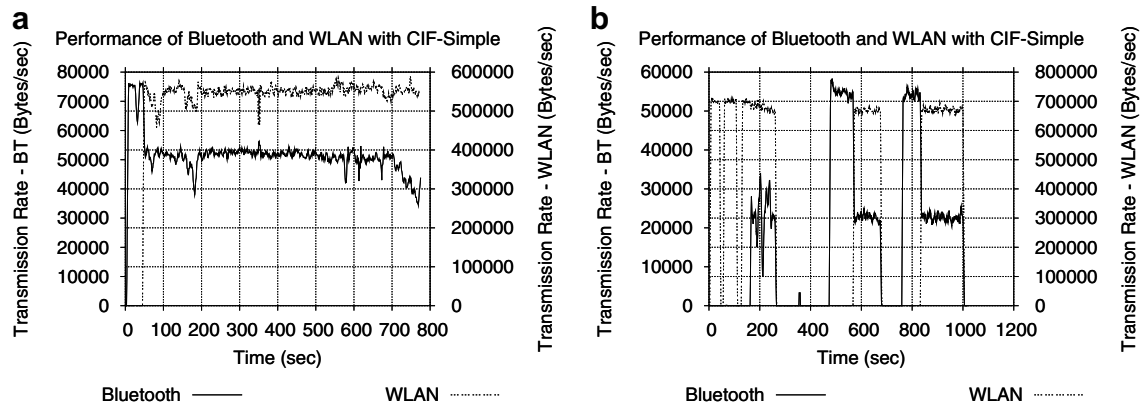 a
Performance of Bluetooth and WLAN with CIF-Simple
Transmission Rate - BT (Bytes/sec)
80000
70000
60000
50000
40000
30000
20000
10000
0
600000
500000
400000
300000
200000
100000
0
Transmission Rate - WLAN (Bytes/sec)
0 100 200 300 400 500 600 700 800
Time (sec)
Bluetooth
WLAN
b
Performance of Bluetooth and WLAN with CIF-Simple
Transmission Rate - BT (Bytes/sec)
60000
50000
40000
30000
20000
10000
0
800000
700000
600000
500000
400000
300000
200000
100000
0
Transmission Rate - WLAN (Bytes/sec)
0 200 400 600 800 1000 1200
Time (sec)
Bluetooth
WLAN